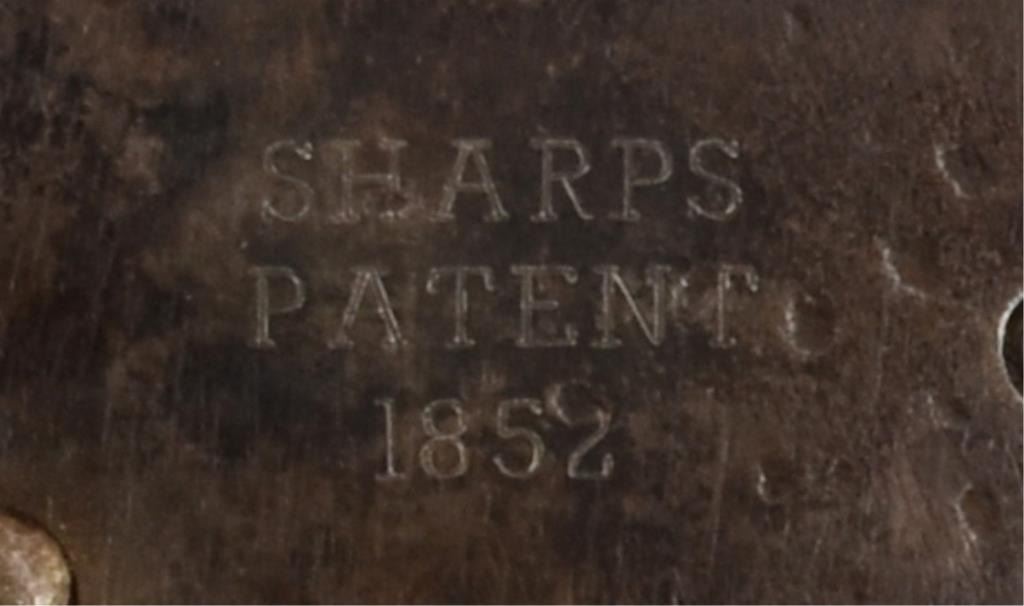 SHARPS
PATENT
1852